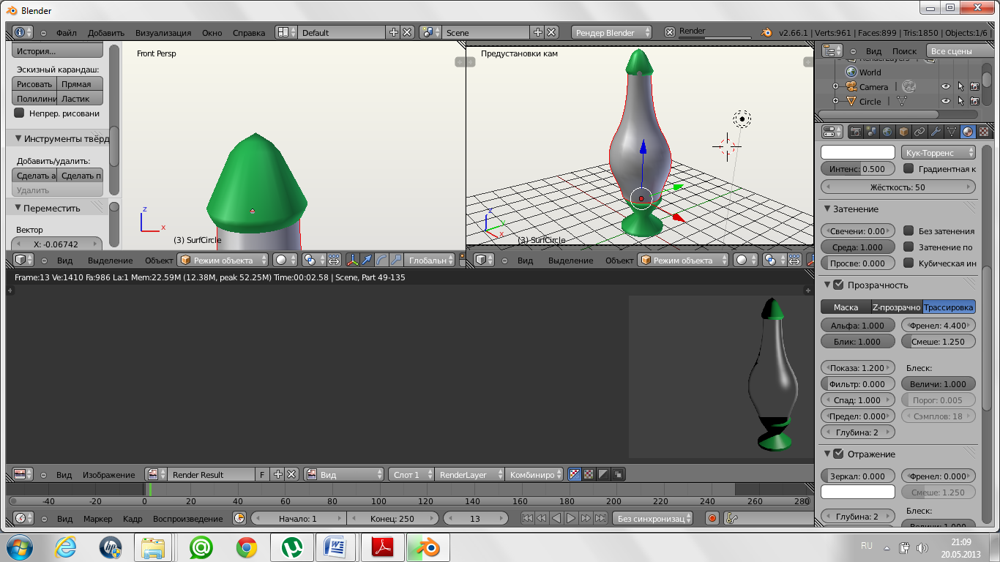 Blender
Файл Добавить Визуализация Окно Справка Default Scene Рендер Blender Render v2.66.1 | Verts:961 | Faces:899 | Tris:1850 | Objects:1/6 |
История...
Эскизный карандаш:
Рисовать Прямая
Полилини Ластик
Непрер. рисовани
Инструменты твёрд
Добавить/удалить:
Сделать а Сделать п
Удалить
Переместить
Вектор
X: -0.06742
Front Persp
z
x
(3) SurfCircle
Вид Выделение Объект Режим объекта Глобальн
Предустановки кам
z
y
x
(3) SurfCircle
Вид Выделение Объект Режим объекта
Вид Поиск Все сцены
RenderLayers
World
Camera
Circle
Кук-Торренс
Интенс: 0.500 Градиентная к
Жёсткость: 50
Затенение
Свечени: 0.00 Без затенения
Среда: 1.000 Затенение по
Просве: 0.000 Кубическая ин
Прозрачность
Маска Z-прозрачно Трассировка
Альфа: 1.000 Френел: 4.400
Блик: 1.000 Смеше: 1.250
Показа: 1.200 Блеск:
Фильтр: 0.000 Величи: 1.000
Спад: 1.000 Порог: 0.005
Предел: 0.000 Сэмплов: 18
Глубина: 2
Отражение
Зеркал: 0.000 Френел: 0.000
Смеше: 1.250
Блеск:
Глубина: 2
Величи: 1.000
Frame:13 Ve:1410 Fa:986 La:1 Mem:22.59M (12.38M, peak 52.25M) Time:00:02.58 | Scene, Part 49-135
Вид Изображение Render Result F Вид Слот 1 RenderLayer Комбиниро
-40 -20 0 20 40 60 80 100 120 140 160 180 200 220 240 260 280
Вид Маркер Кадр Воспроизведение Начало: 1 Конец: 250 13 Без синхронизац
RU
21:09
20.05.2013